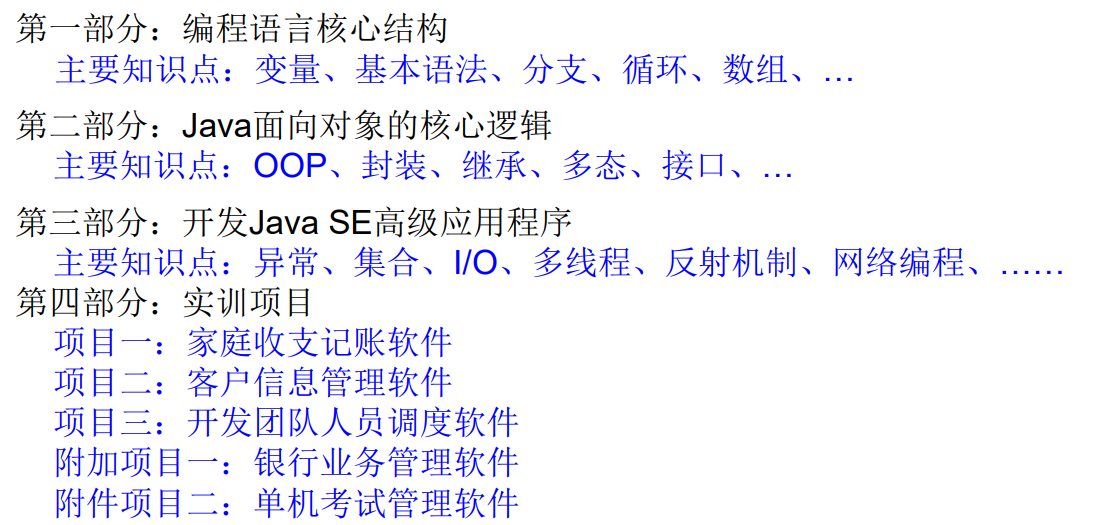 第一部分：编程语言核心结构
主要知识点：变量、基本语法、分支、循环、数组、…
第二部分：Java面向对象的核心逻辑
主要知识点：OOP、封装、继承、多态、接口、…
第三部分：开发Java SE高级应用程序
主要知识点：异常、集合、I/O、多线程、反射机制、网络编程、……
第四部分：实训项目
项目一：家庭收支记账软件
项目二：客户信息管理软件
项目三：开发团队人员调度软件
附加项目一：银行业务管理软件
附件项目二：单机考试管理软件